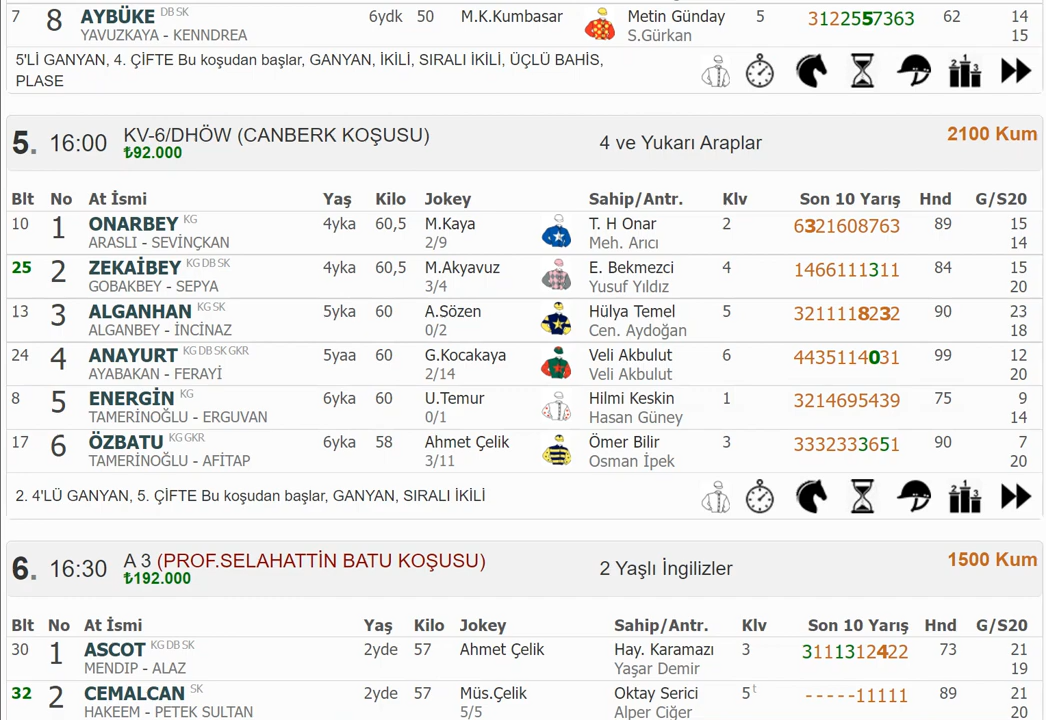 7 8 AYBÜKE DB SK 6ydk 50 M.K.Kumbasar Metin Günday 5 3122557363 62 14
YAVUZKAYA - KENNDREA S.Gürkan 15
5'Lİ GANYAN, 4. ÇİFTE Bu koşudan başlar, GANYAN, İKİLİ, SIRALI İKİLİ, ÜÇLÜ BAHİS,
PLASE
5. 16:00 KV-6/DHÖW (CANBERK KOŞUSU) 4 ve Yukarı Araplar 2100 Kum
₺92.000
Blt No At İsmi Yaş Kilo Jokey Sahip/Antr. Klv Son 10 Yarış Hnd G/S20
10 1 ONARBEY KG 4yka 60,5 M.Kaya T. H Onar 2 6321608763 89 15
ARASLI - SEVİNÇKAN 2/9 Meh. Arıcı 14
25 2 ZEKAİBEY KG DB SK 4yka 60,5 M.Akyavuz E. Bekmezci 4 1466111311 84 15
GOBAKBEY - SEPYA 3/4 Yusuf Yıldız 20
13 3 ALGANHAN KG SK 5yka 60 A.Sözen Hülya Temel 5 3211118232 90 23
ALGANBEY - İNCİNAZ 0/2 Cen. Aydoğan 18
24 4 ANAYURT KG DB SK GKR 5yaa 60 G.Kocakaya Veli Akbulut 6 4435114031 99 12
AYABAKAN - FERAYİ 2/14 Veli Akbulut 20
8 5 ENERGİN KG 6yka 60 U.Temur Hilmi Keskin 1 3214695439 75 9
TAMERİNOĞLU - ERGUVAN 0/1 Hasan Güney 14
17 6 ÖZBATU KG GKR 6yka 58 Ahmet Çelik Ömer Bilir 3 3332333651 90 7
TAMERİNOĞLU - AFİTAP 3/11 Osman İpek 20
2. 4'LÜ GANYAN, 5. ÇİFTE Bu koşudan başlar, GANYAN, SIRALI İKİLİ
6. 16:30 A 3 (PROF.SELAHATTİN BATU KOŞUSU) 2 Yaşlı İngilizler 1500 Kum
₺192.000
Blt No At İsmi Yaş Kilo Jokey Sahip/Antr. Klv Son 10 Yarış Hnd G/S20
30 1 ASCOT KG DB SK 2yde 57 Ahmet Çelik Hay. Karamazı 3 3111312422 73 21
MENDIP - ALAZ Yaşar Demir 19
32 2 CEMALCAN SK 2yde 57 Müs.Çelik Oktay Serici 5 t -----11111 89 21
HAKEEM - PETEK SULTAN 5/5 Alper Ciğer 20